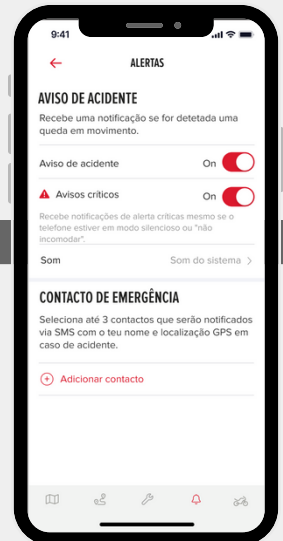 9:41
ALERTAS
AVISO DE ACIDENTE
Recebe uma notificação se for detetada uma
queda em movimento.
Aviso de acidente On
Avisos críticos On
Recebe notificações de alerta críticas mesmo se o
telefone estiver em modo silencioso ou "não
incomodar".
Som Som do sistema
CONTACTO DE EMERGÊNCIA
Seleciona até 3 contactos que serão notificados
via SMS com o teu nome e localização GPS em
caso de acidente.
Adicionar contacto